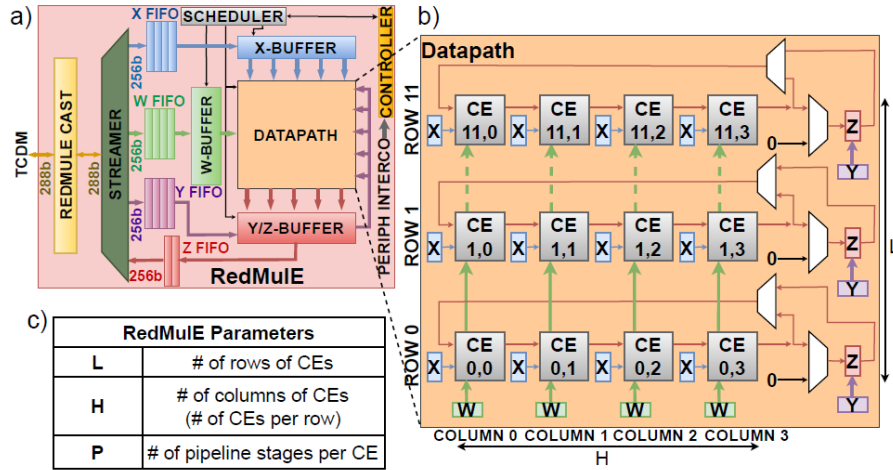 a)
X FIFO
SCHEDULER
CONTROLLER
X-BUFFER
256b
W FIFO
TCDM
288b
REDMULE CAST
288b
STREAMER
256b
W-BUFFER
DATAPATH
Y FIFO
256b
Y/Z-BUFFER
Z FIFO
256b
RedMulE
PERIPH INTERCO
b)
Datapath
ROW 11
X
CE
11,0
X
CE
11,1
X
CE
11,2
X
CE
11,3
0
Z
Y
ROW 1
X
CE
1,0
X
CE
1,1
X
CE
1,2
X
CE
1,3
0
Z
Y
L
ROW 0
X
CE
0,0
X
CE
0,1
X
CE
0,2
X
CE
0,3
0
Z
Y
W
W
W
W
COLUMN 0 COLUMN 1 COLUMN 2 COLUMN 3
H
c)
RedMulE Parameters
L # of rows of CEs
H # of columns of CEs
(# of CEs per row)
P # of pipeline stages per CE